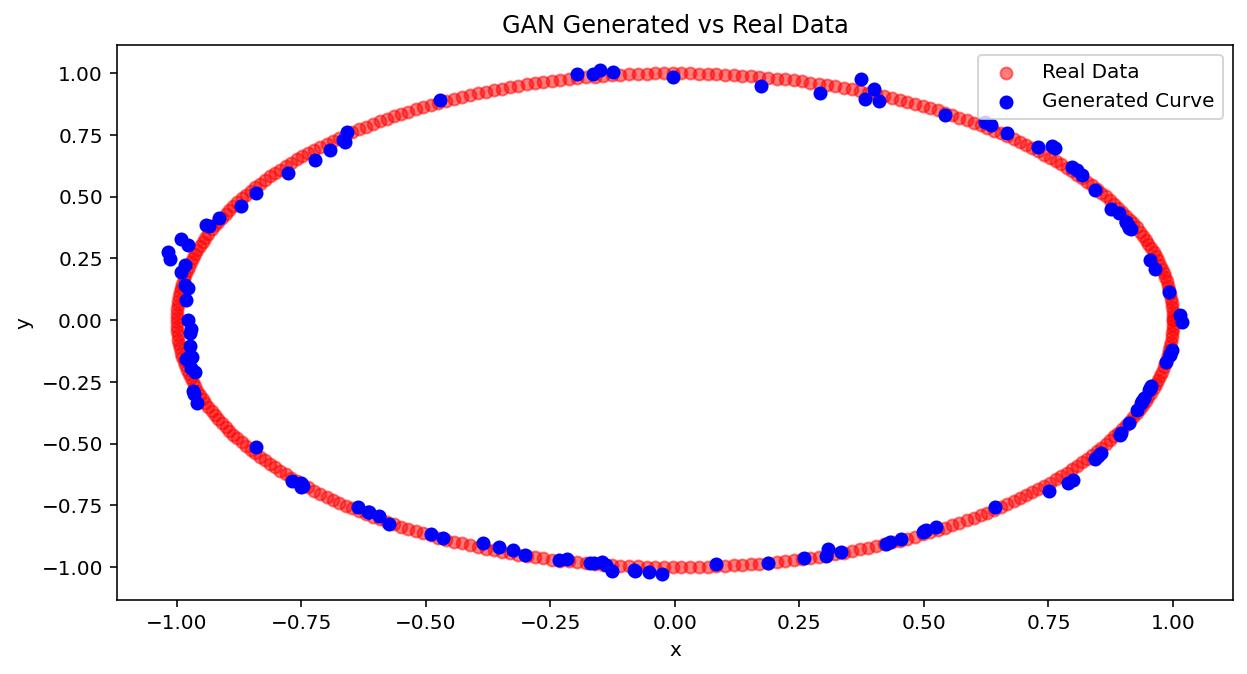 GAN Generated vs Real Data
Real Data
Generated Curve
1.00
0.75
0.50
0.25
0.00
−0.25
−0.50
−0.75
−1.00
y
−1.00 −0.75 −0.50 −0.25 0.00 0.25 0.50 0.75 1.00
x